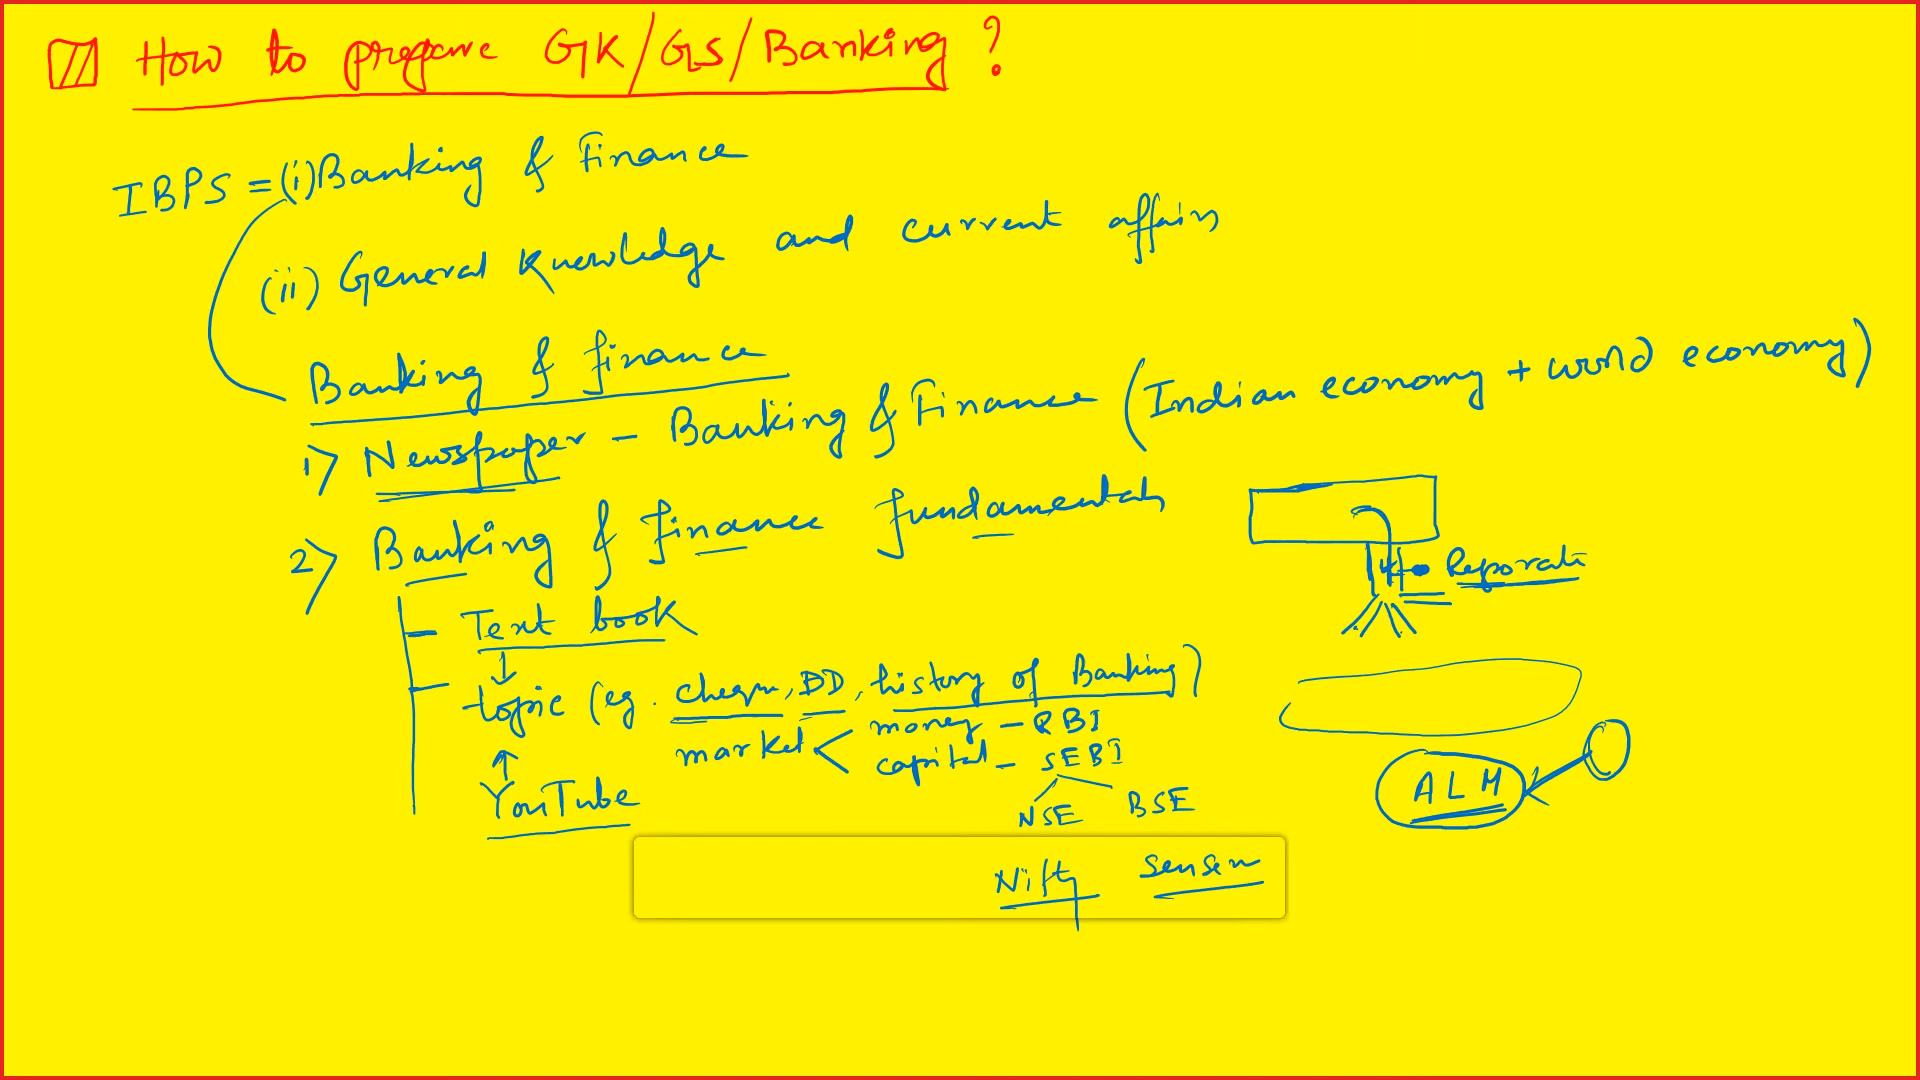 How to prepare GK/GS/Banking?
IBPS = (i) Banking & Finance
(ii) General Knowledge and current affairs
Banking & finance
1) Newspaper - Banking & Finance (Indian economy + world economy)
2) Banking & finance fundamentals
- Text book
topic (eg. cheque, DD, history of Banking)
market < money - RBI
capital - SEBI
NSE BSE
Nifty Sensex
YouTube
Reporate
ALM